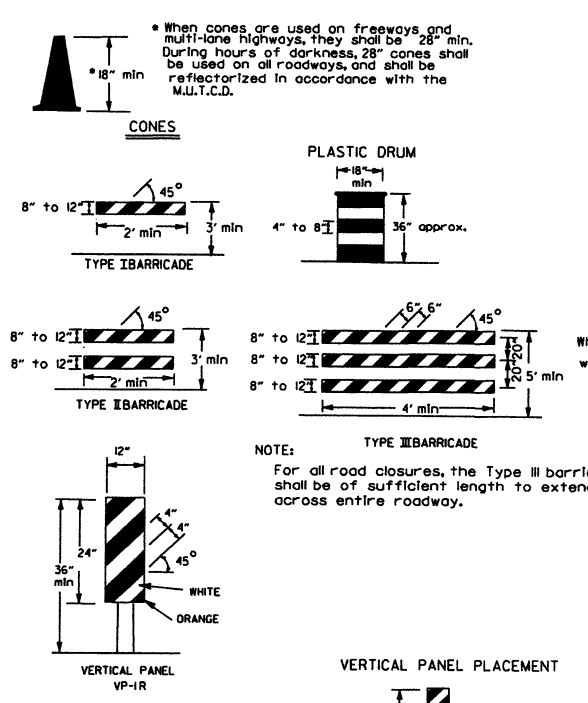 * When cones are used on freeways and
multi-lane highways, they shall be 28" min.
During hours of darkness, 28" cones shall
be used on all roadways, and shall be
reflectorized in accordance with the
M.U.T.C.D.
*18" min
CONES
PLASTIC DRUM
18"
min
45°
8" to 12"
2' min
3' min
TYPE I BARRICADE
4" to 8"
36" approx.
45°
8" to 12"
8" to 12"
2' min
3' min
TYPE II BARRICADE
6" 6"
45°
8" to 12"
8" to 12"
8" to 12"
20"
20"
5' min
4' min
TYPE III BARRICADE
NOTE:
For all road closures, the Type III barri
shall be of sufficient length to exten
across entire roadway.
12"
4"
4"
45°
24"
36"
min
WHITE
ORANGE
VERTICAL PANEL
VP-1R
VERTICAL PANEL PLACEMENT